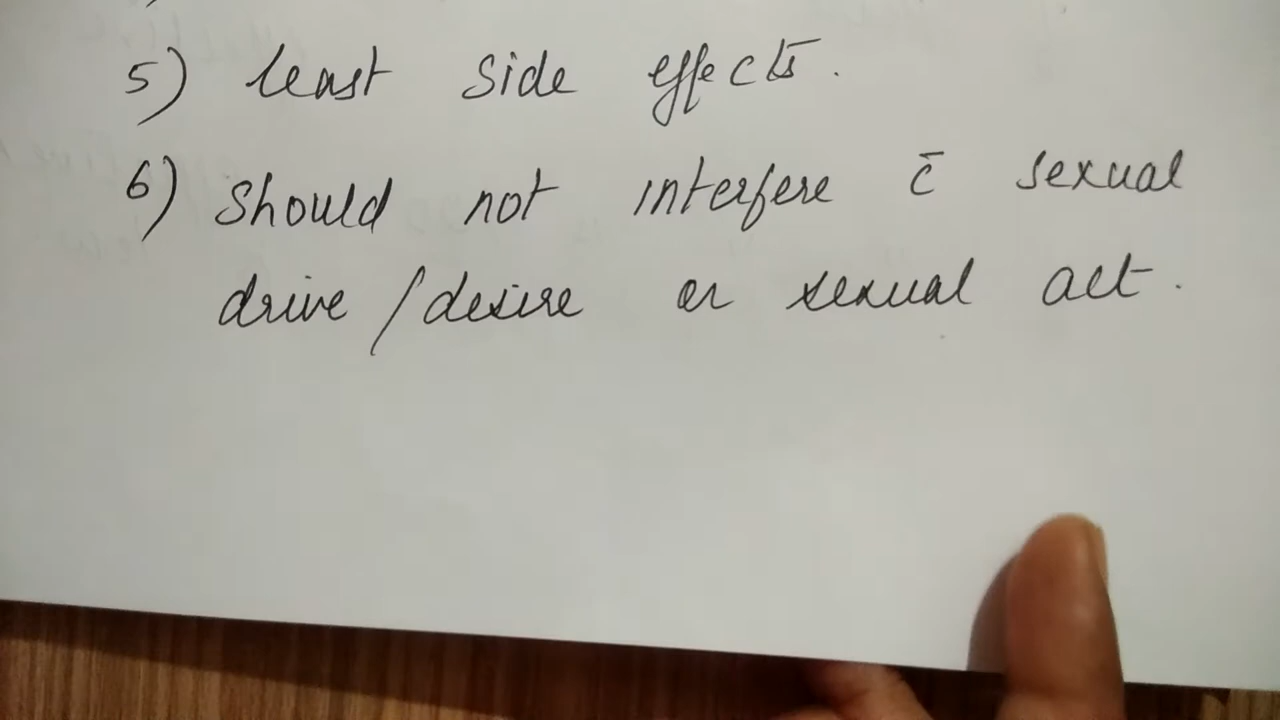 5) least side effects.
6) Should not interfere c̄ sexual
drive /desire or sexual act.